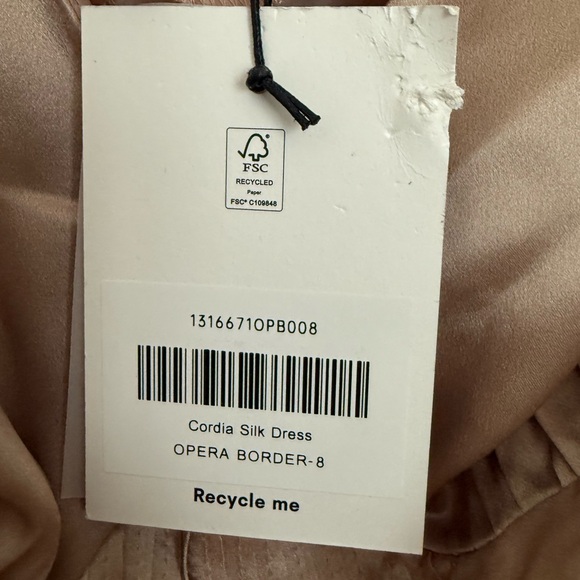 FSC
RECYCLED
Paper
FSC® C109848
1316671OPB008
Cordia Silk Dress
OPERA BORDER-8
Recycle me